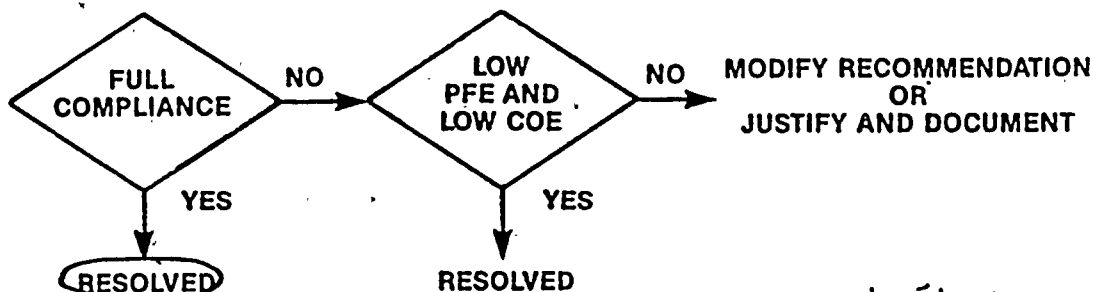 FULL
COMPLIANCE
NO
LOW
PFE AND
LOW COE
NO
MODIFY RECOMMENDATION
OR
JUSTIFY AND DOCUMENT
YES
YES
RESOLVED
RESOLVED